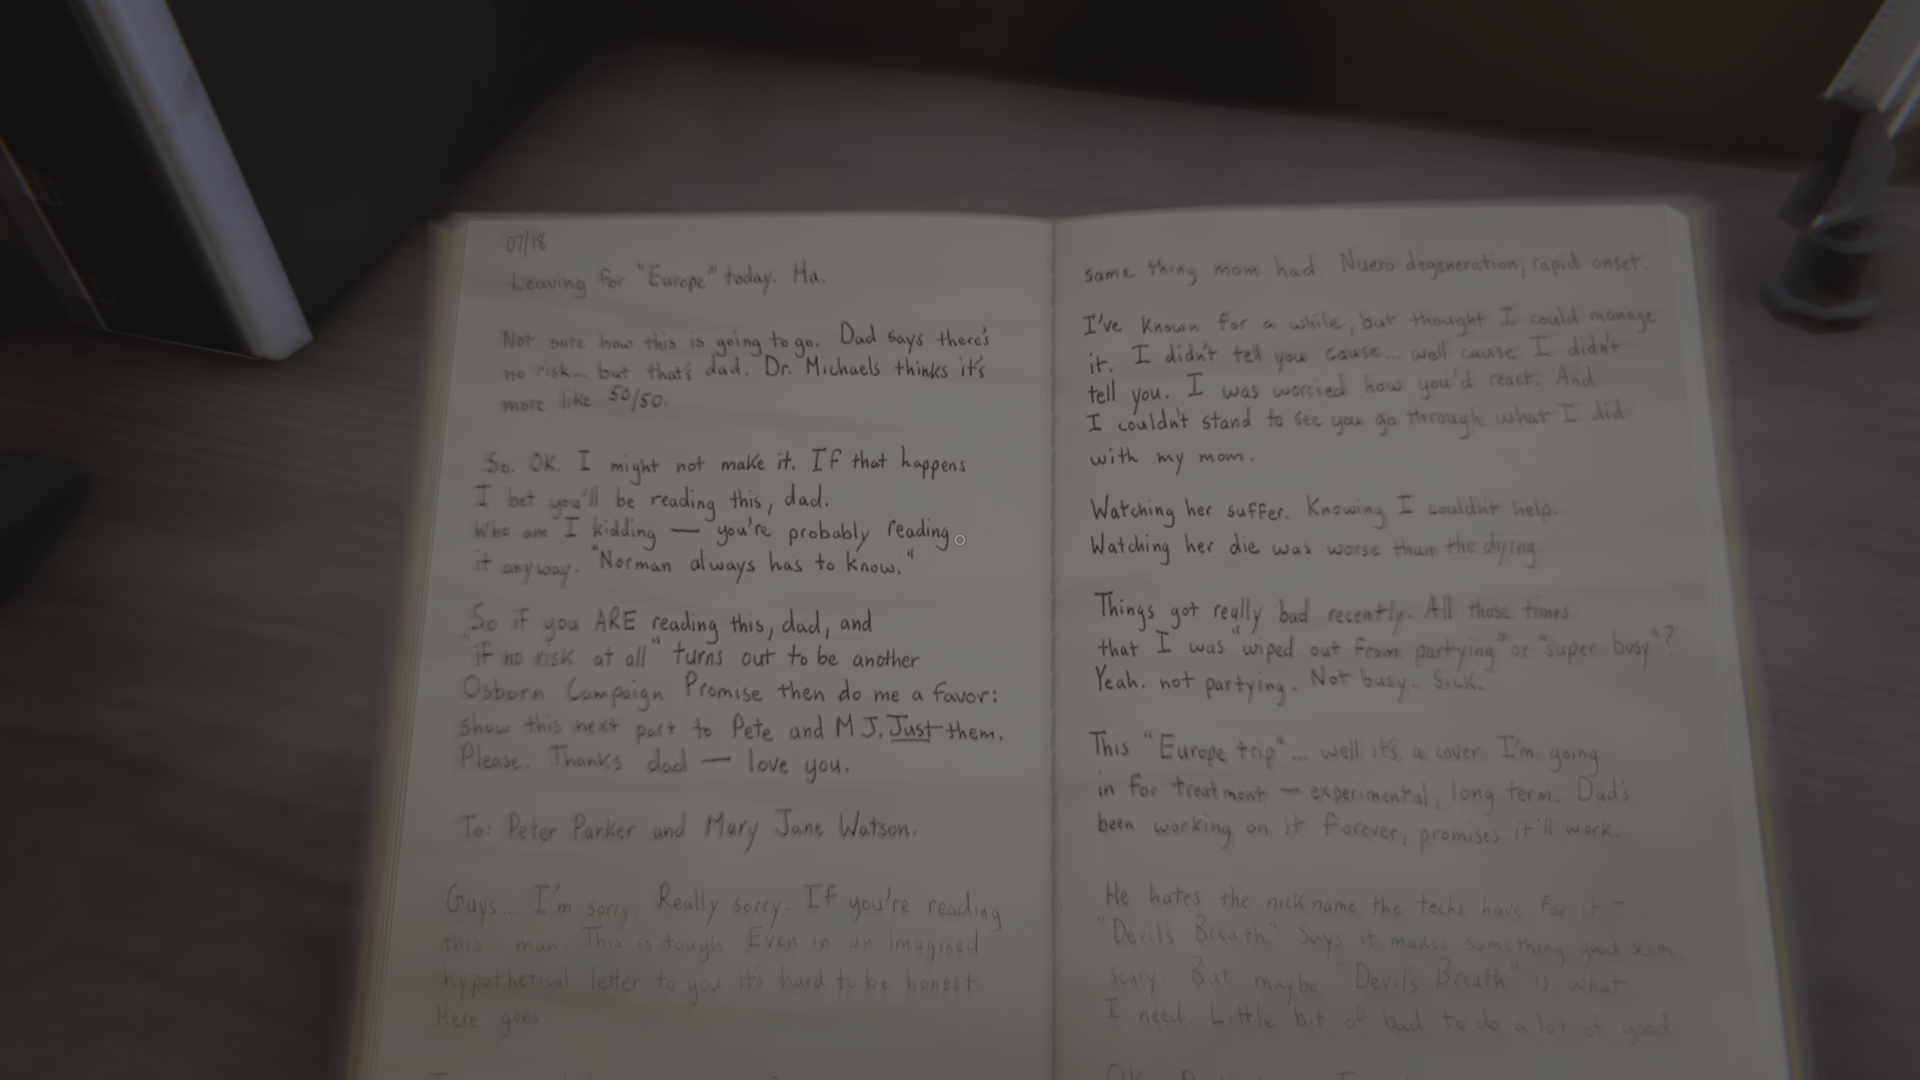 07/18
Leaving for "Europe" today. Ha.
Not sure how this is going to go. Dad says there's
no risk... but that's dad. Dr. Michaels thinks it's
more like 50/50.
So. OK. I might not make it. If that happens
I bet you'll be reading this, dad.
Who am I kidding — you're probably reading
it anyway. "Norman always has to know."
So if you ARE reading this, dad, and
"if no risk at all" turns out to be another
Osborn Campaign Promise then do me a favor:
show this next part to Pete and MJ. Just them.
Please. Thanks dad — love you.
To: Peter Parker and Mary Jane Watson.
Guys... I'm sorry. Really sorry. If you're reading
this... man. This is tough. Even in an imagined
hypothetical letter to you it's hard to be honest.
Here goes.
same thing mom had. Nuero degeneration, rapid onset.
I've known for a while, but thought I could manage
it. I didn't tell you cause... well cause I didn't
tell you. I was worried how you'd react. And
I couldn't stand to see you go through what I did
with my mom.
Watching her suffer. Knowing I couldn't help.
Watching her die was worse than the dying
Things got really bad recently. All those times
that I was "wiped out from partying" or "super busy"?
Yeah. not partying. Not busy. Sick.
This "Europe trip"... well it's a cover. I'm going
in for treatment — experimental, long term. Dad's
been working on it forever, promises it'll work.
He hates the nickname the techs have for it -
"Devil's Breath." Says it makes something good seem
scary. But maybe "Devil's Breath" is what
I need. Little bit of bad to do a lot of good
OK.